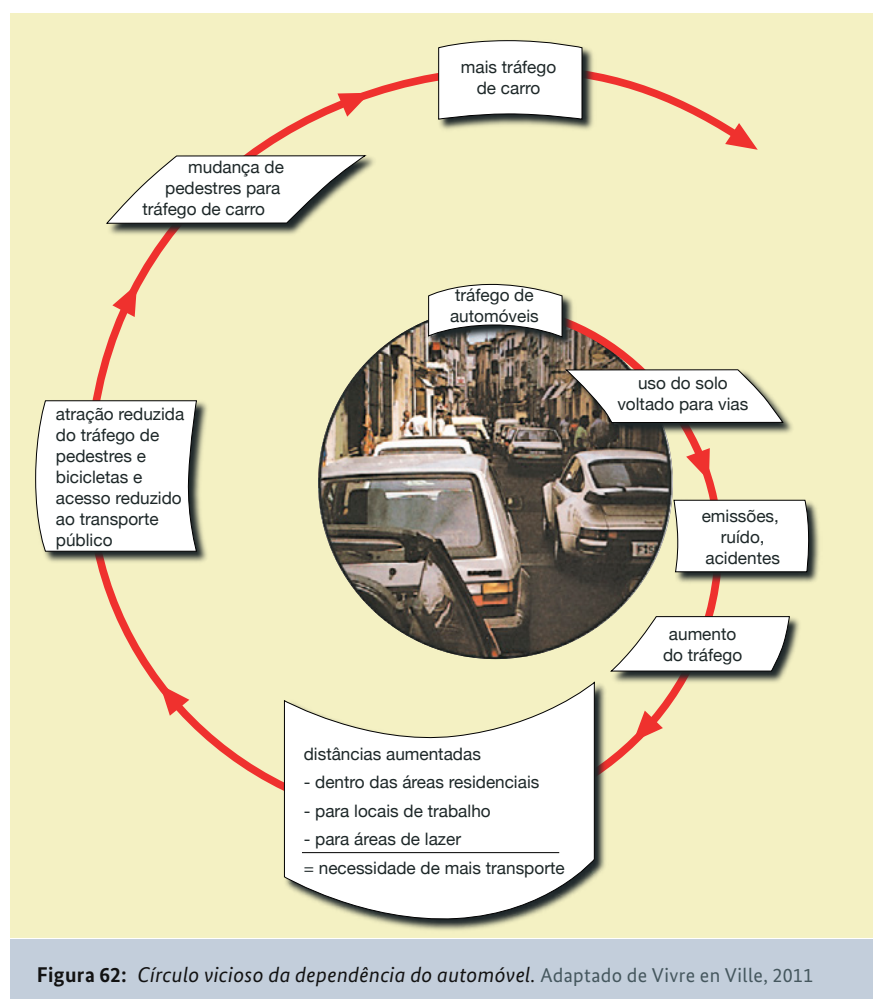 mais tráfego
de carro
mudança de
pedestres para
tráfego de carro
tráfego de
automóveis
uso do solo
voltado para vias
atração reduzida
do tráfego de
pedestres e
bicicletas e
acesso reduzido
ao transporte
público
emissões,
ruído,
acidentes
aumento
do tráfego
distâncias aumentadas
- dentro das áreas residenciais
- para locais de trabalho
- para áreas de lazer
= necessidade de mais transporte
Figura 62: Círculo vicioso da dependência do automóvel. Adaptado de Vivre en Ville, 2011